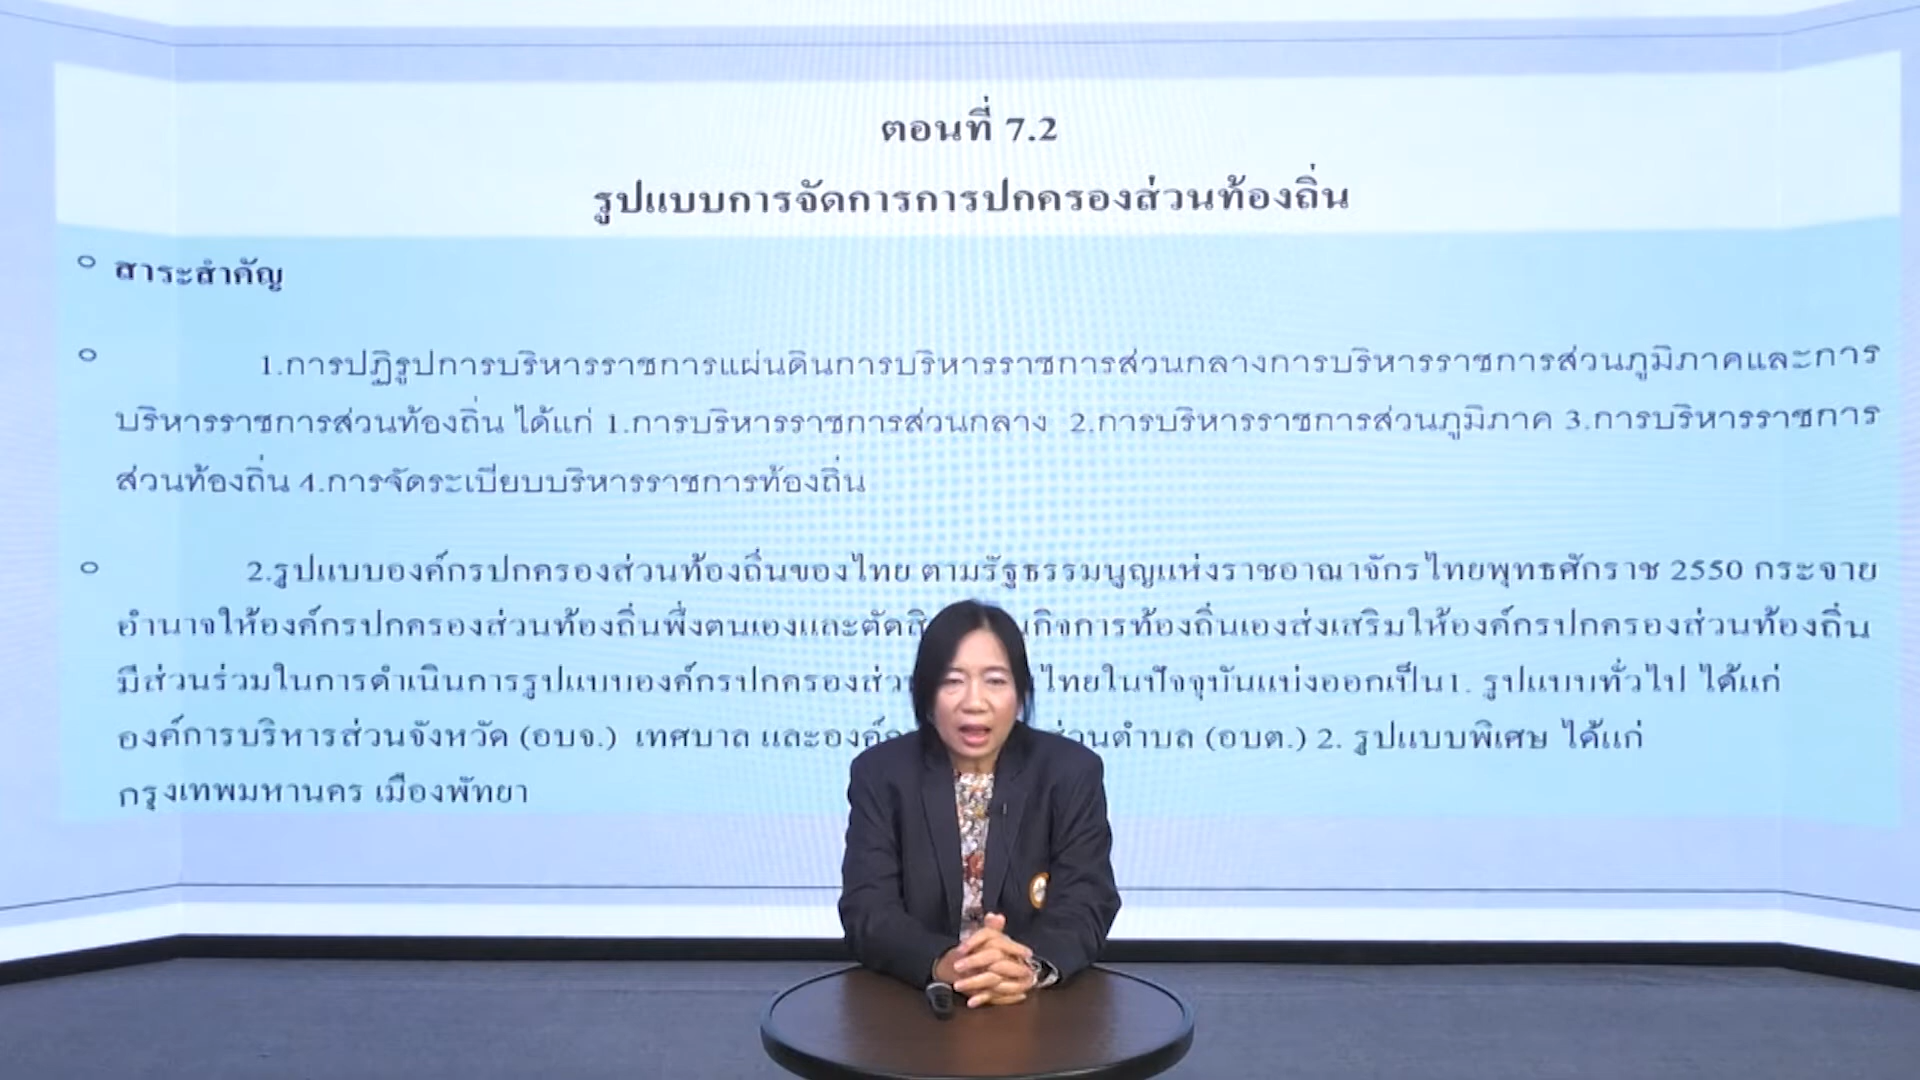 ตอนที่ 7.2
รูปแบบการจัดการการปกครองส่วนท้องถิ่น
สาระสำคัญ
1.การปฏิรูปการบริหารราชการแผ่นดินการบริหารราชการส่วนกลางการบริหารราชการส่วนภูมิภาคและการ
บริหารราชการส่วนท้องถิ่น ได้แก่ 1.การบริหารราชการส่วนกลาง 2.การบริหารราชการส่วนภูมิภาค 3.การบริหารราชการ
ส่วนท้องถิ่น 4.การจัดระเบียบบริหารราชการท้องถิ่น
2.รูปแบบองค์กรปกครองส่วนท้องถิ่นของไทย ตามรัฐธรรมนูญแห่งราชอาณาจักรไทยพุทธศักราช 2550 กระจาย
อำนาจให้องค์กรปกครองส่วนท้องถิ่นพึ่งตนเองและตัดสิ กิจการท้องถิ่นเองส่งเสริมให้องค์กรปกครองส่วนท้องถิ่น
มีส่วนร่วมในการดำเนินการรูปแบบองค์กรปกครองส่ว ไทยในปัจจุบันแบ่งออกเป็น1. รูปแบบทั่วไป ได้แก่
องค์การบริหารส่วนจังหวัด (อบจ.) เทศบาล และองค์ ส่วนตำบล (อบต.) 2. รูปแบบพิเศษ ได้แก่
กรุงเทพมหานคร เมืองพัทยา